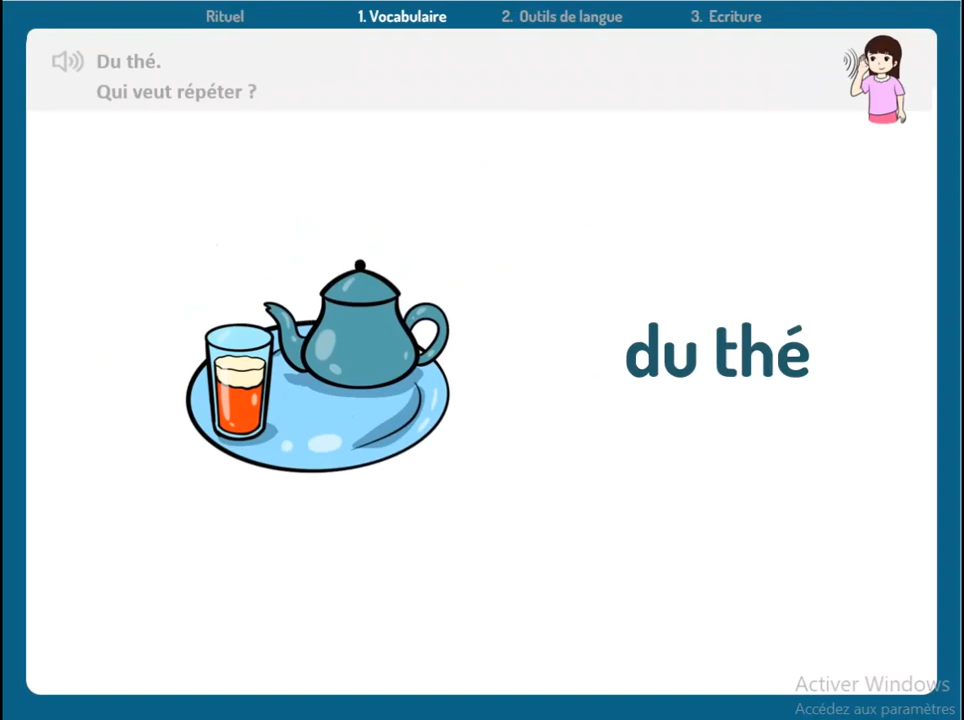 Rituel 1. Vocabulaire 2. Outils de langue 3. Ecriture
Du thé.
Qui veut répéter ?
du thé
Activer Windows
Accédez aux paramètres